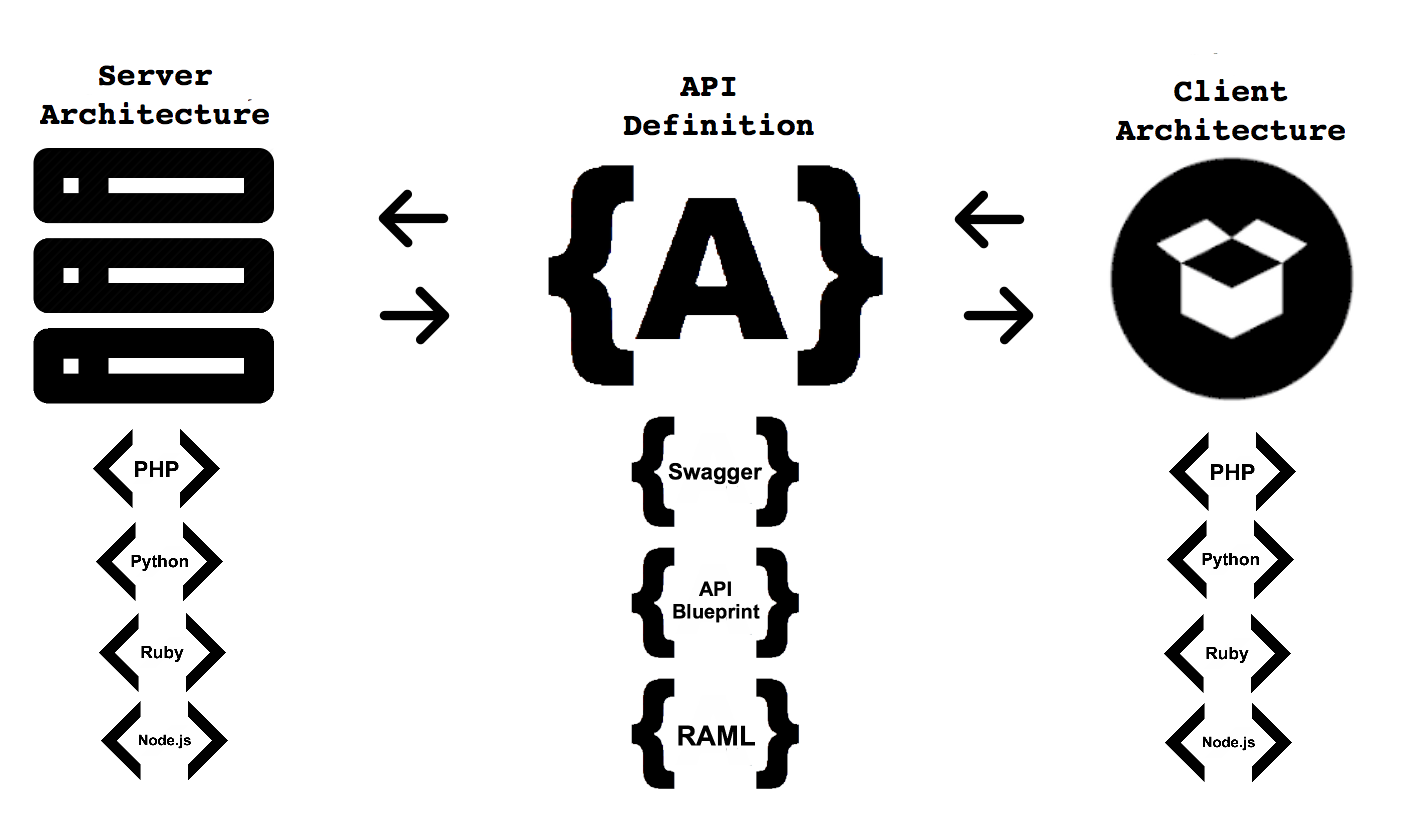 Server
Architecture
API
Definition
Client
Architecture
{A}
PHP
Python
Ruby
Node.js
Swagger
API
Blueprint
RAML
PHP
Python
Ruby
Node.js